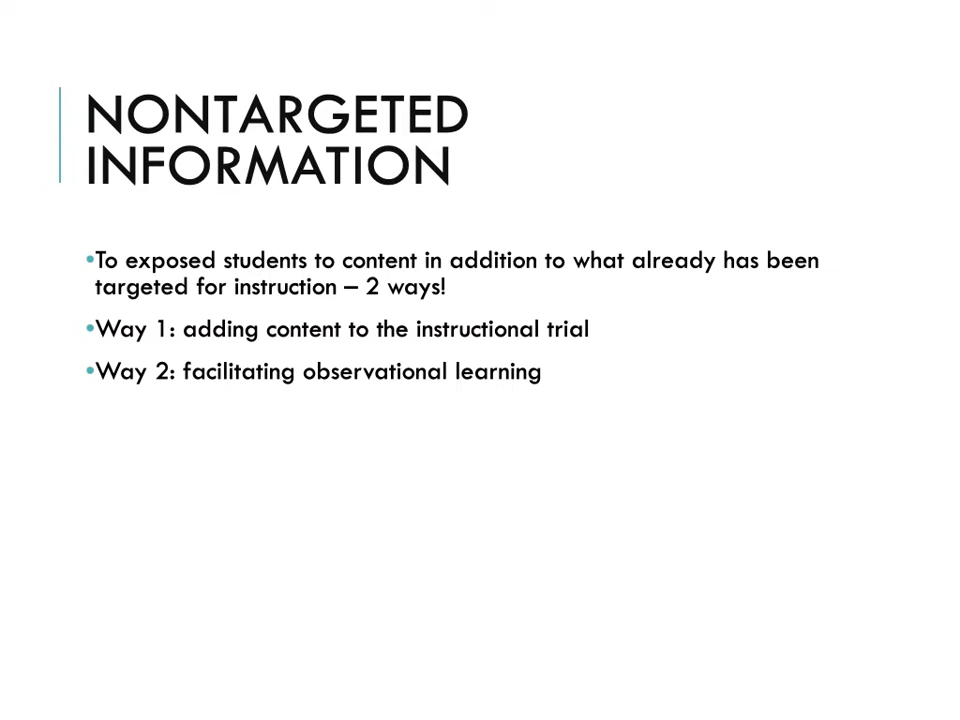 NONTARGETED
INFORMATION
•To exposed students to content in addition to what already has been
targeted for instruction – 2 ways!
•Way 1: adding content to the instructional trial
•Way 2: facilitating observational learning